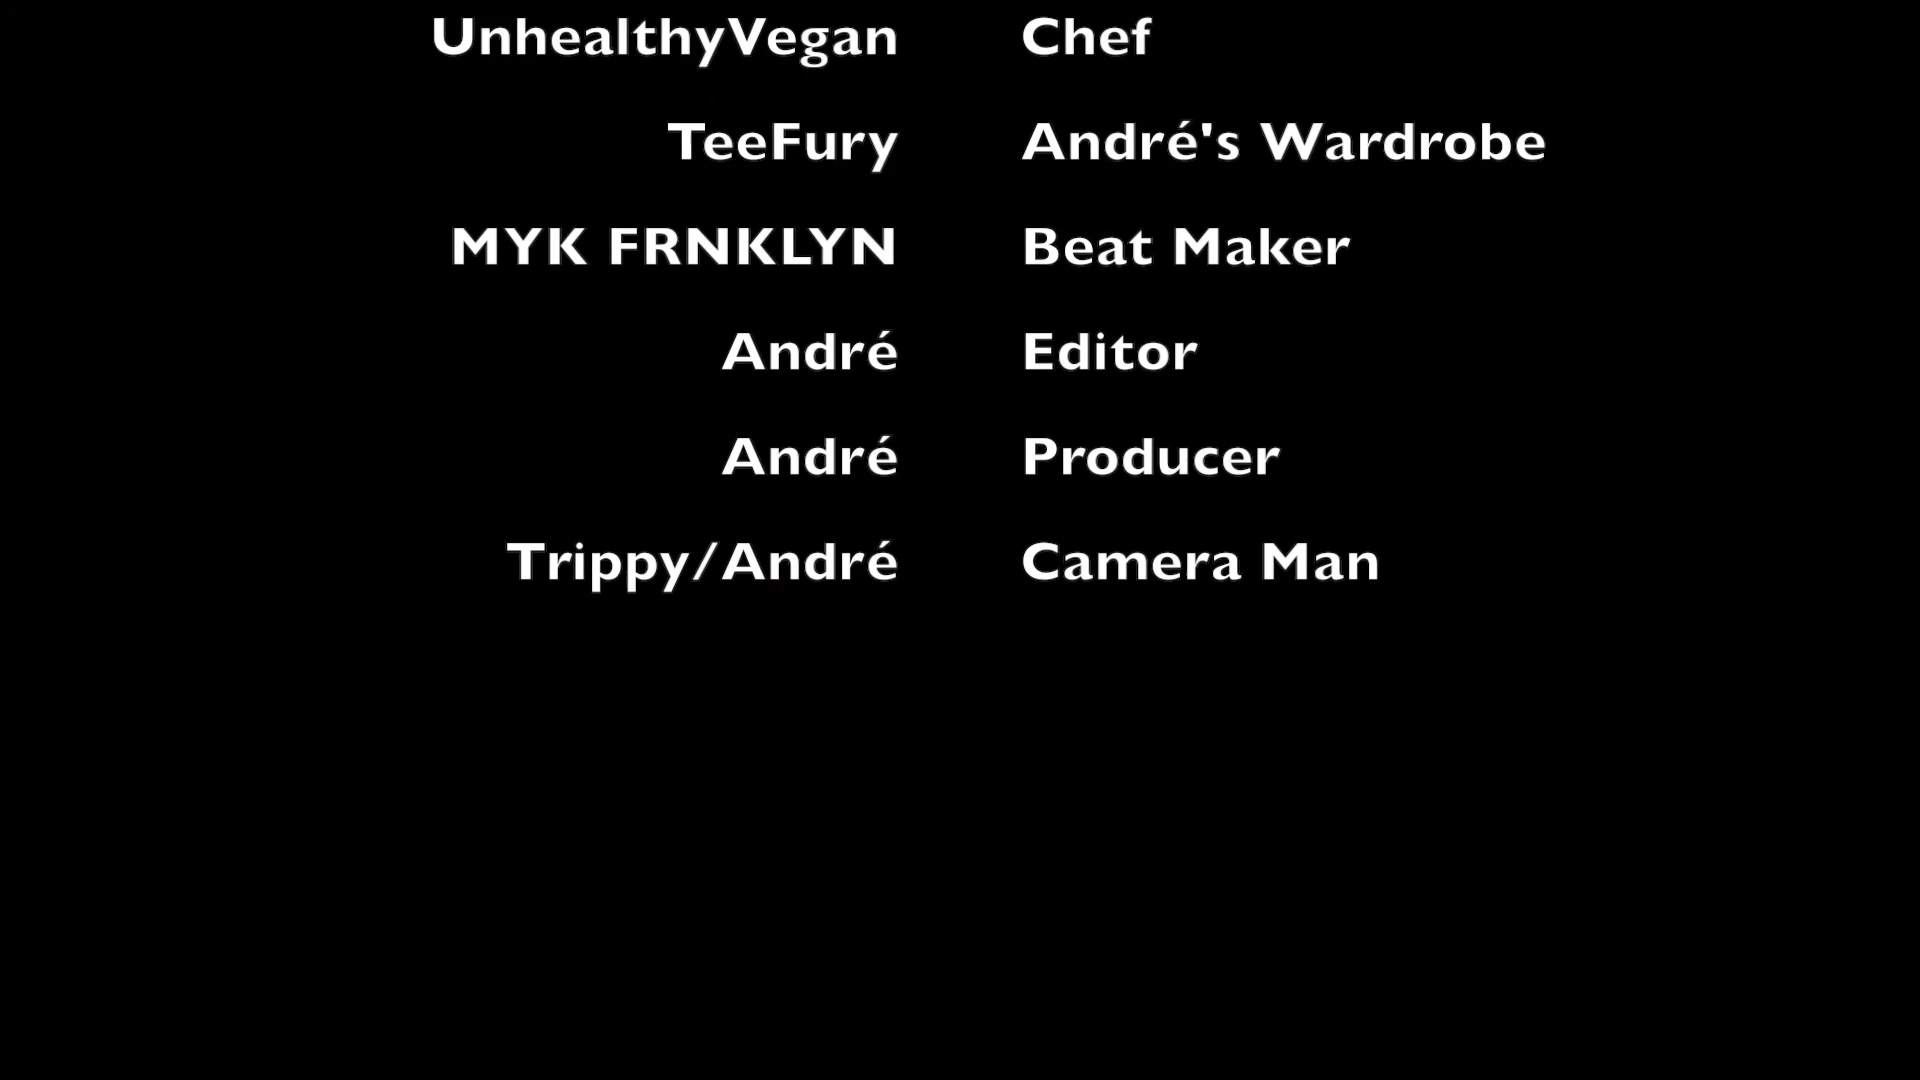 UnhealthyVegan Chef
TeeFury André's Wardrobe
MYK FRNKLYN Beat Maker
André Editor
André Producer
Trippy/André Camera Man